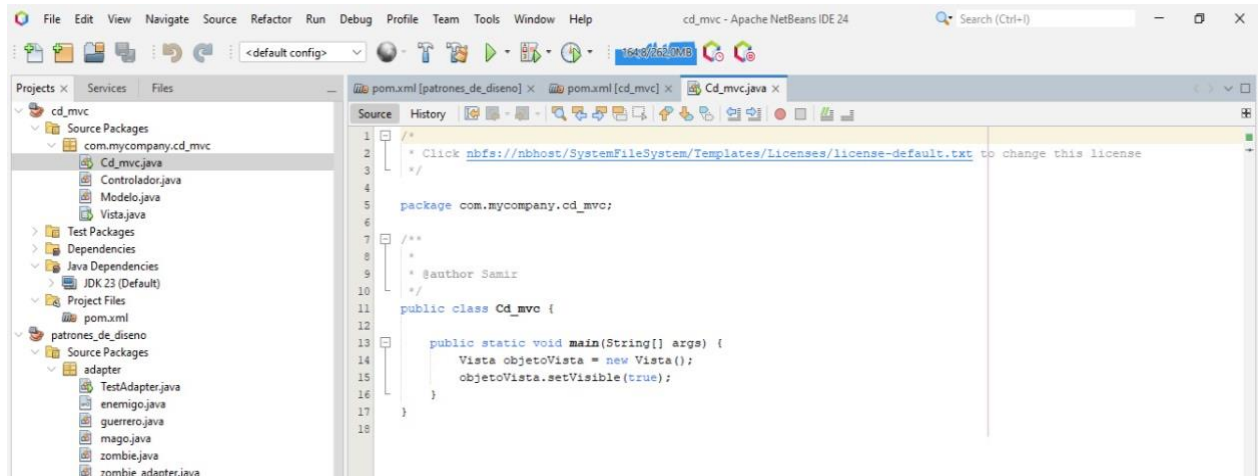 File Edit View Navigate Source Refactor Run Debug Profile Team Tools Window Help
cd_mvc - Apache NetBeans IDE 24
Search (Ctrl+I)
<default config>
164,8/262,0MB
Projects
Services
Files
cd_mvc
Source Packages
com.mycompany.cd_mvc
Cd_mvc.java
Controlador.java
Modelo.java
Vista.java
Test Packages
Dependencies
Java Dependencies
JDK 23 (Default)
Project Files
pom.xml
patrones_de_diseno
Source Packages
adapter
TestAdapter.java
enemigo.java
guerrero.java
mago.java
zombie.java
zombie_adapter.java
pom.xml [patrones_de_diseno]
pom.xml [cd_mvc]
Cd_mvc.java
Source History
1 /*
2 * Click nbfs://nbhost/SystemFileSystem/Templates/Licenses/license-default.txt to change this license
3 */
4
5 package com.mycompany.cd_mvc;
6
7 /**
8 *
9 * @author Samir
10 */
11 public class Cd_mvc {
12
13 public static void main(String[] args) {
14 Vista objetoVista = new Vista();
15 objetoVista.setVisible(true);
16 }
17 }
18